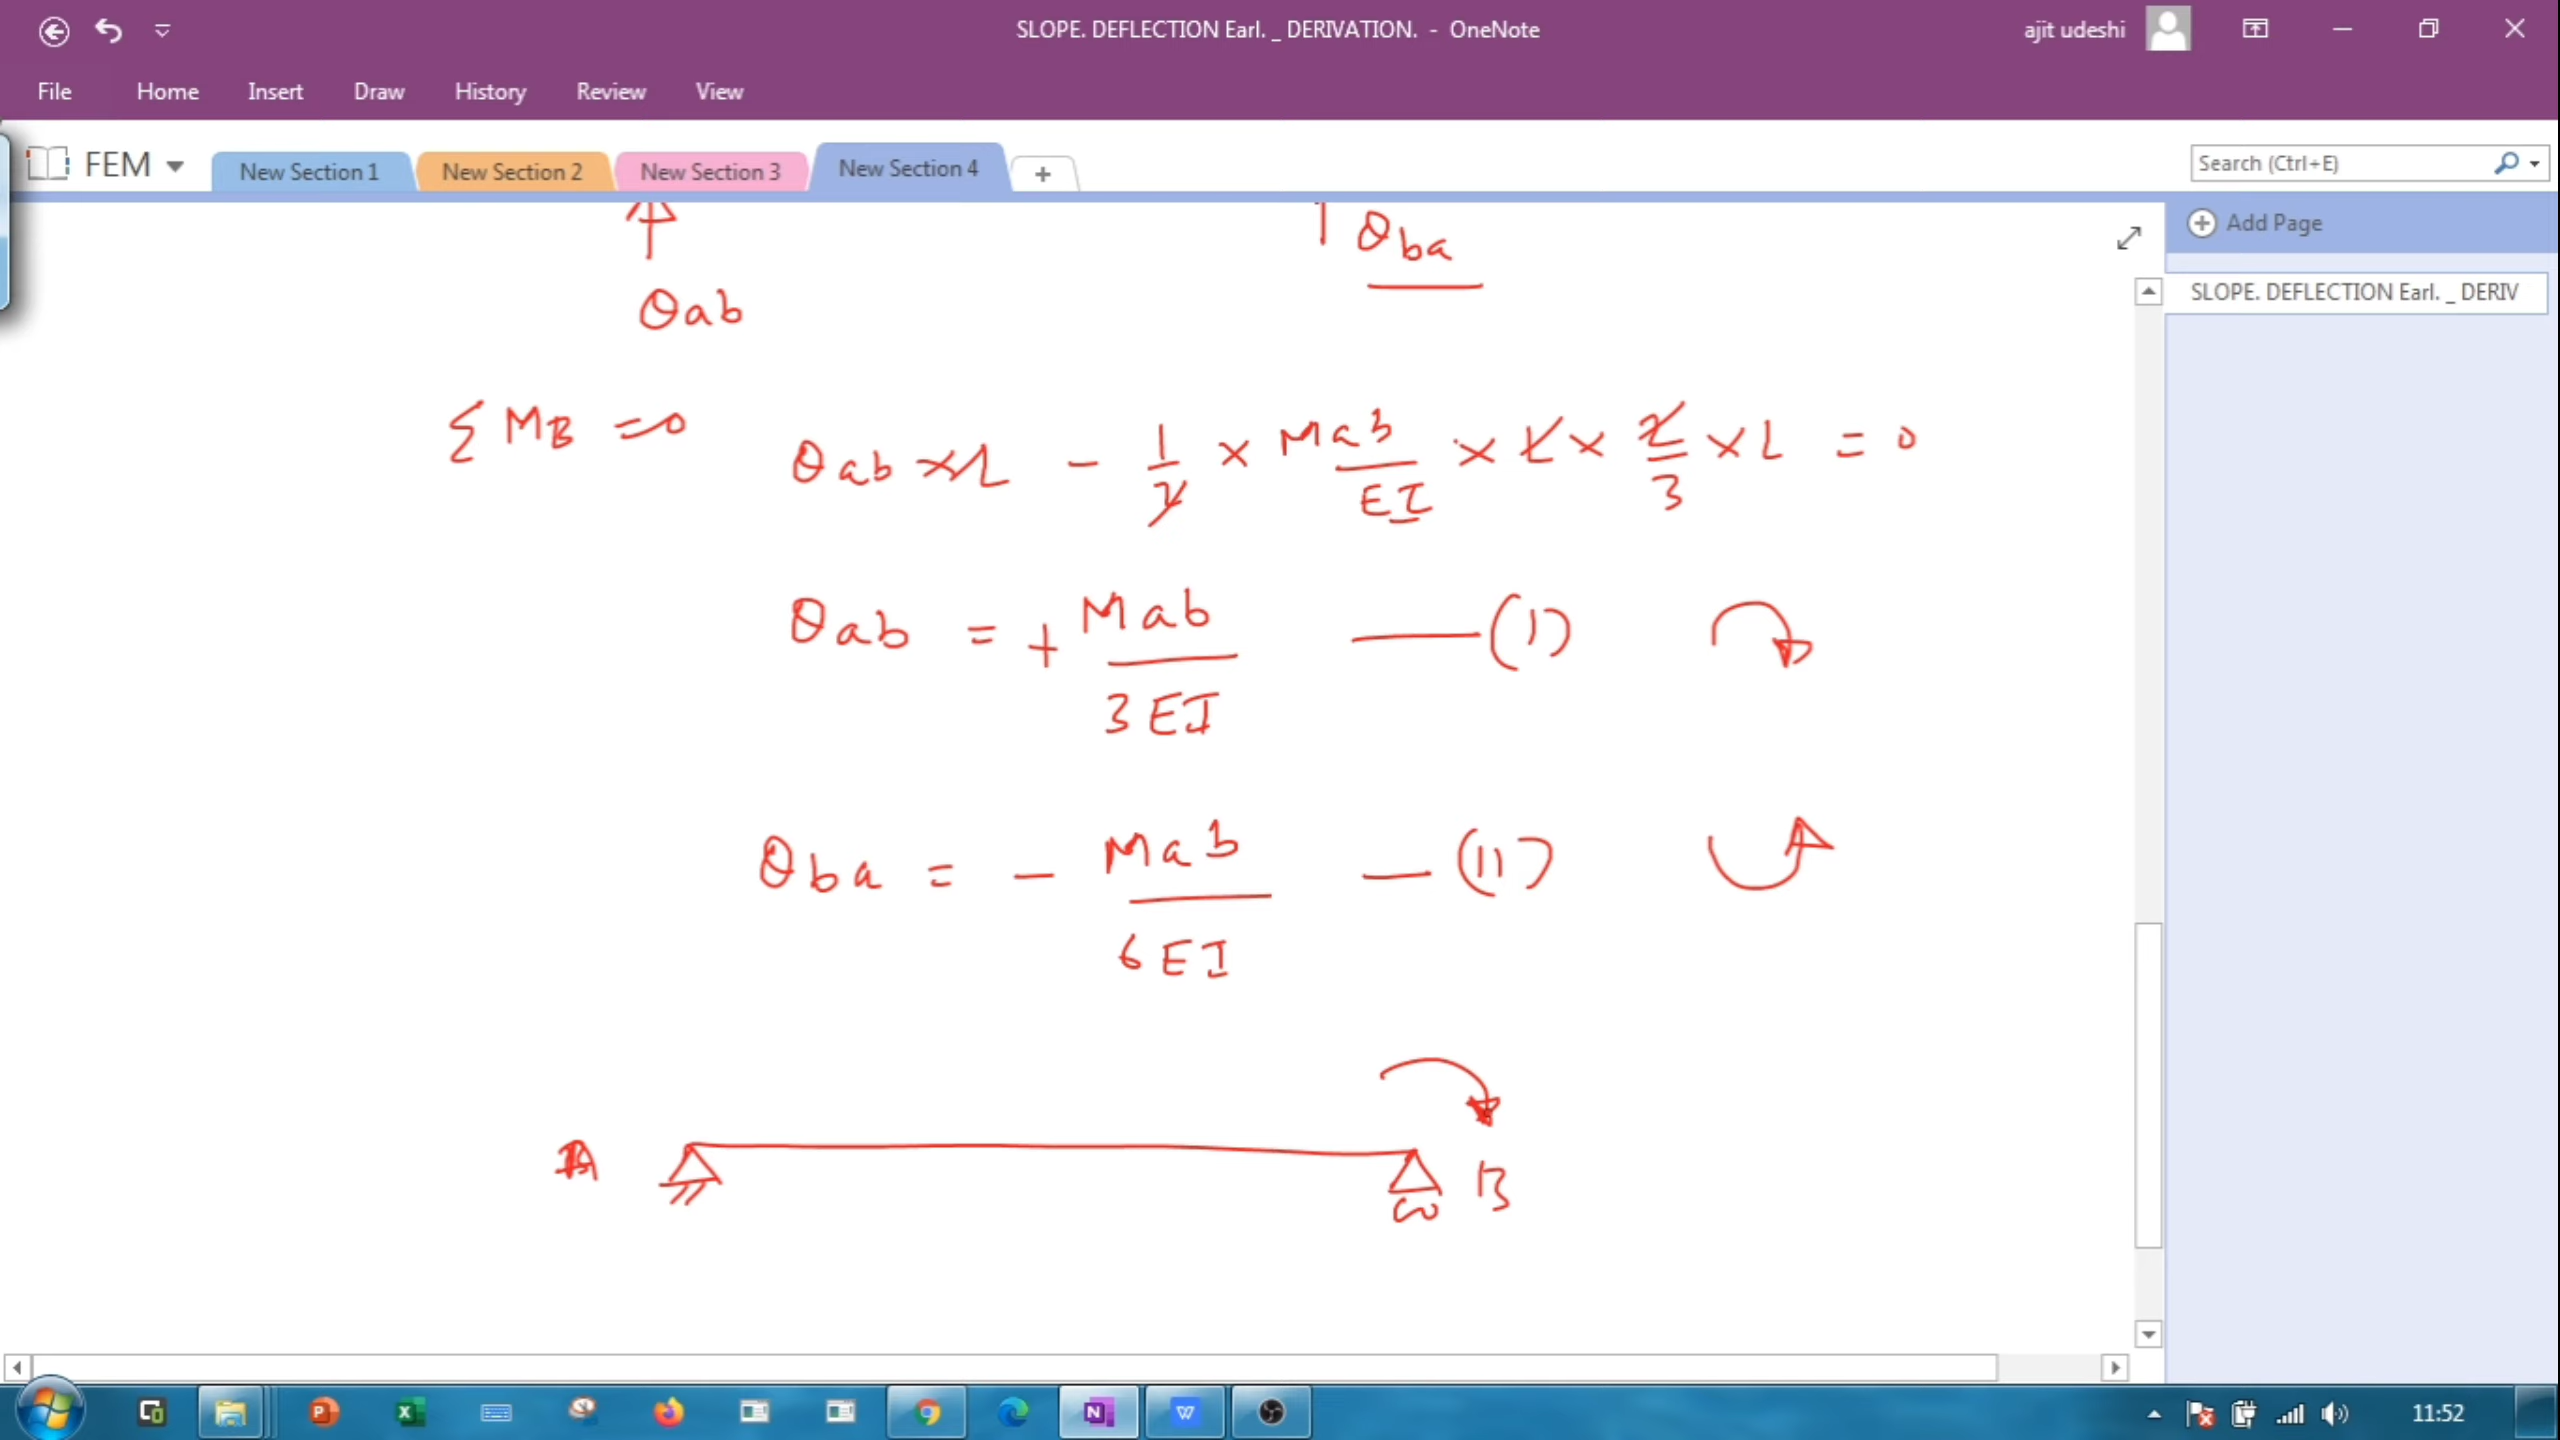 SLOPE. DEFLECTION Earl. _ DERIVATION. - OneNote
ajit udeshi
File Home Insert Draw History Review View
FEM New Section 1 New Section 2 New Section 3 New Section 4 +
Search (Ctrl+E)
Add Page
SLOPE. DEFLECTION Earl. _ DERIV
θba
θab
Σ MB = 0 θab × L - 1/2 × Mab/EI × L × 2/3 × L = 0
θab = + Mab/3EI — (I)
θba = - Mab/6EI — (II)
A B
11:52